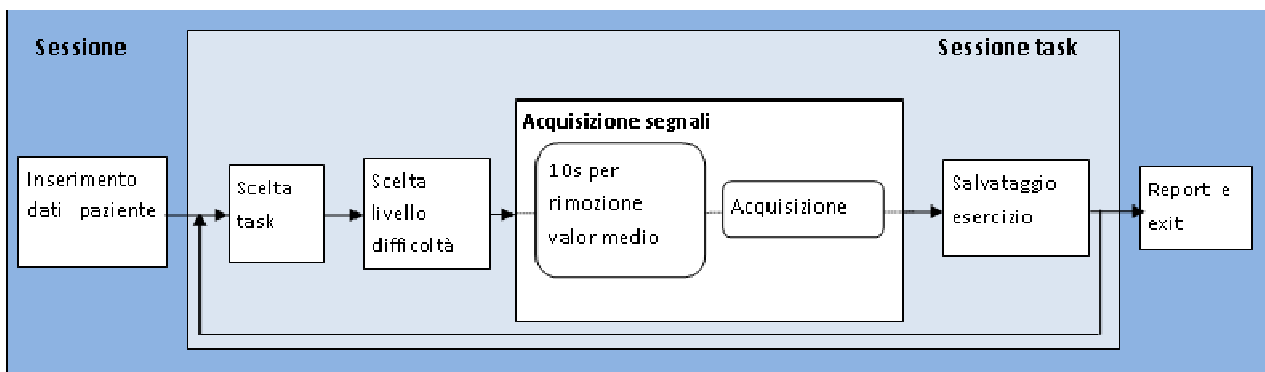 Sessione
Sessione task
Inserimento
dati paziente
Scelta
task
Scelta
livello
difficoltà
Acquisizione segnali
10s per
rimozione
valor medio
Acquisizione
Salvataggio
esercizio
Report e
exit